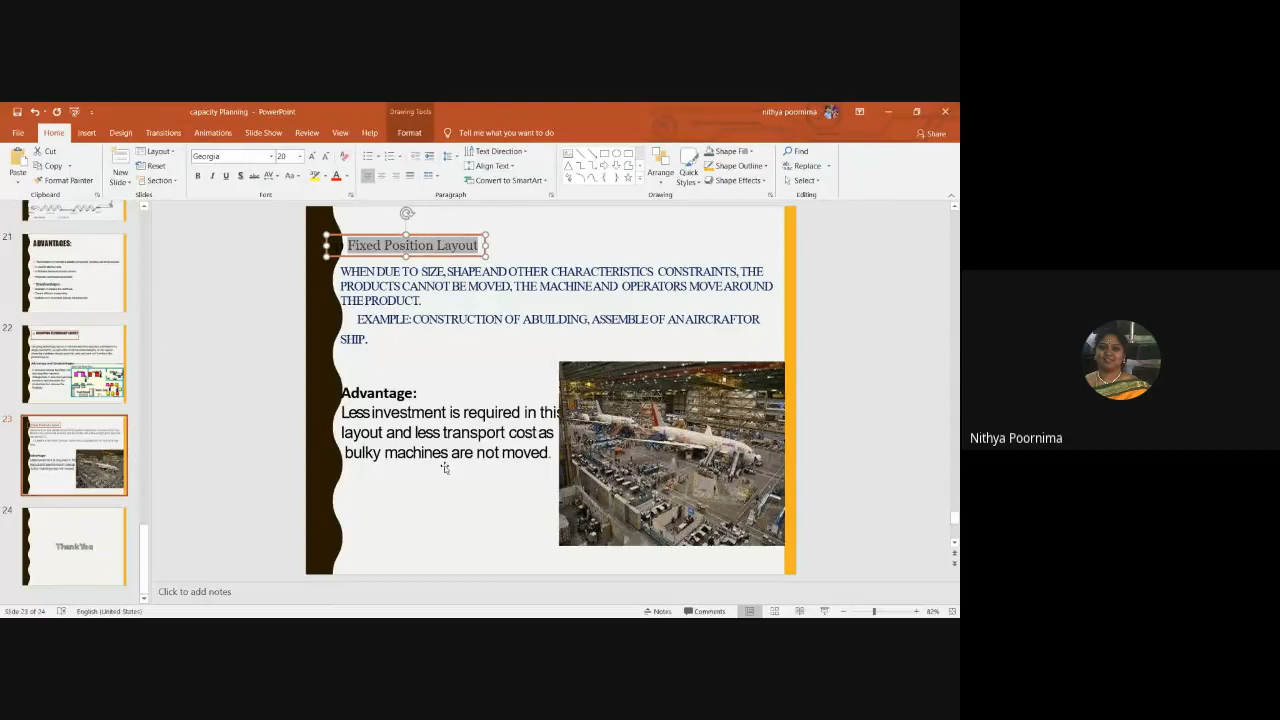 capacity Planning - PowerPoint
Drawing Tools
nithya poornima
File Home Insert Design Transitions Animations Slide Show Review View Help Format Tell me what you want to do Share
Cut
Copy
Format Painter
Paste
Clipboard
New
Slide
Layout
Reset
Section
Slides
Georgia 20
Font
Text Direction
Align Text
Convert to SmartArt
Paragraph
Arrange
Quick
Styles
Shape Fill
Shape Outline
Shape Effects
Drawing
Find
Replace
Select
Editing
21
ADVANTAGES:
22
23
24
Thank You
Fixed Position Layout
WHEN DUE TO SIZE, SHAPE AND OTHER CHARACTERISTICS CONSTRAINTS, THE
PRODUCTS CANNOT BE MOVED, THE MACHINE AND OPERATORS MOVE AROUND
THE PRODUCT.
EXAMPLE: CONSTRUCTION OF A BUILDING, ASSEMBLE OF AN AIRCRAFT OR
SHIP.
Advantage:
Less investment is required in this
layout and less transport cost as
bulky machines are not moved.
Click to add notes
Slide 23 of 24 English (United States) Notes Comments 82%
Nithya Poornima